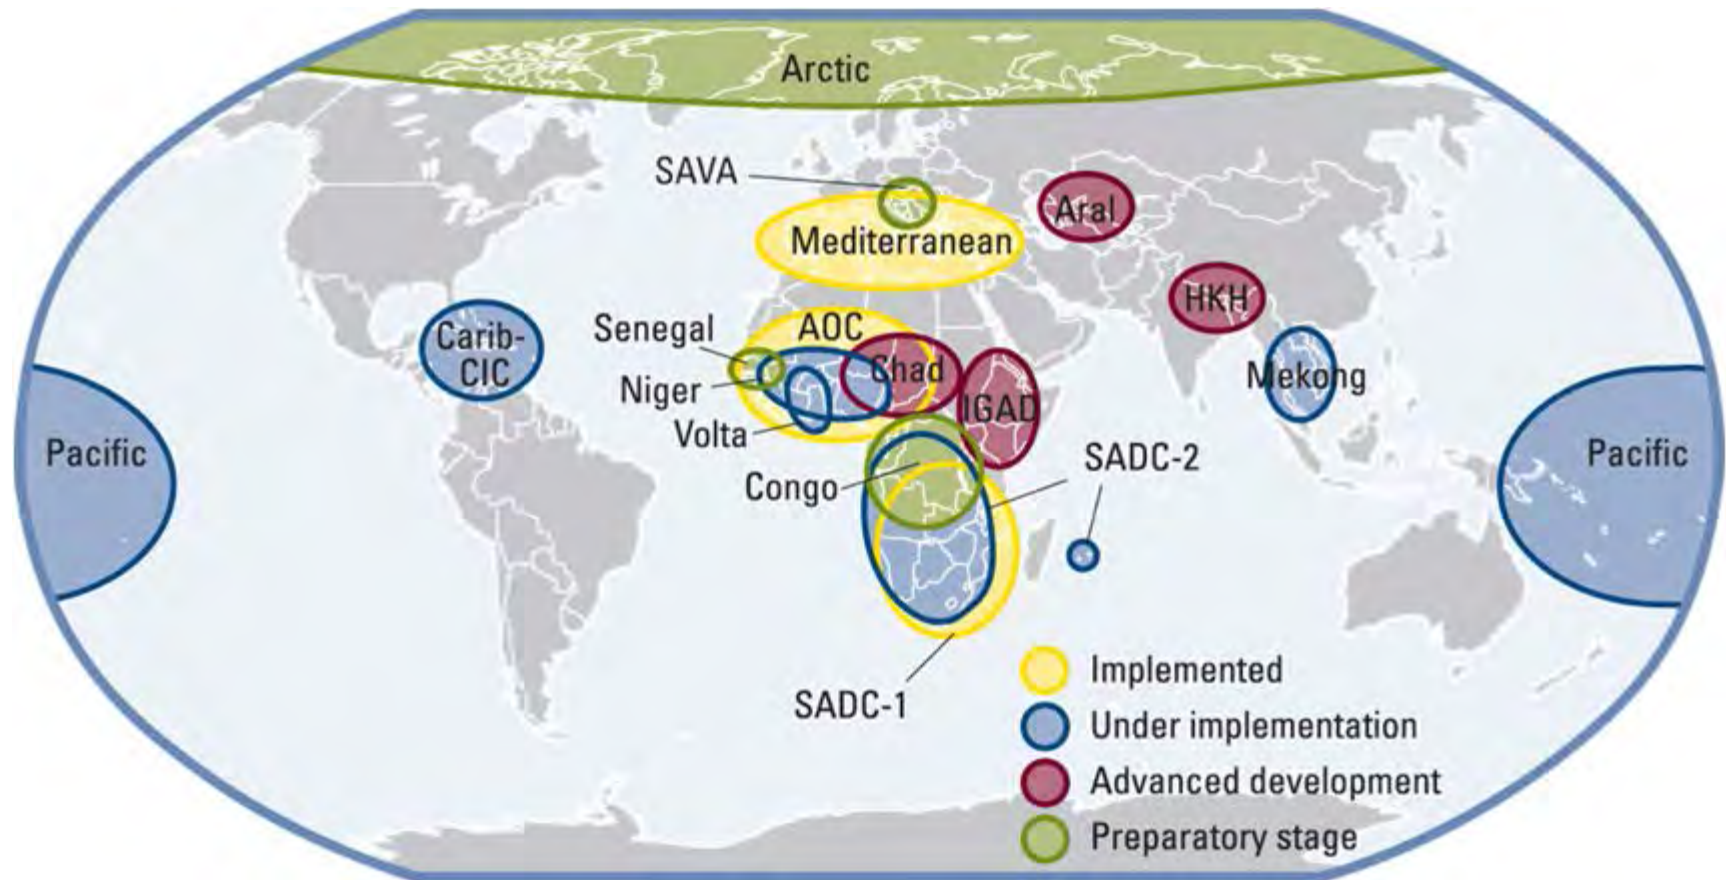 Arctic
SAVA
Aral
Mediterranean
HKH
Senegal
AOC
Carib-
CIC
Chad
Niger
Mekong
IGAD
Volta
Pacific
SADC-2
Pacific
Congo
SADC-1
Implemented
Under implementation
Advanced development
Preparatory stage